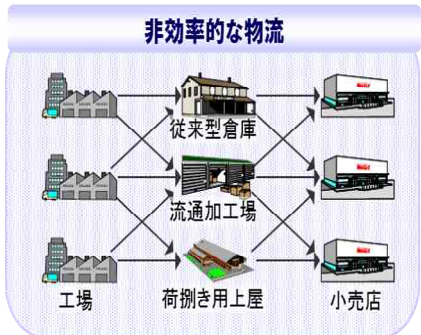 非効率的な物流
従来型倉庫
流通加工場
工場
荷捌き用上屋
小売店